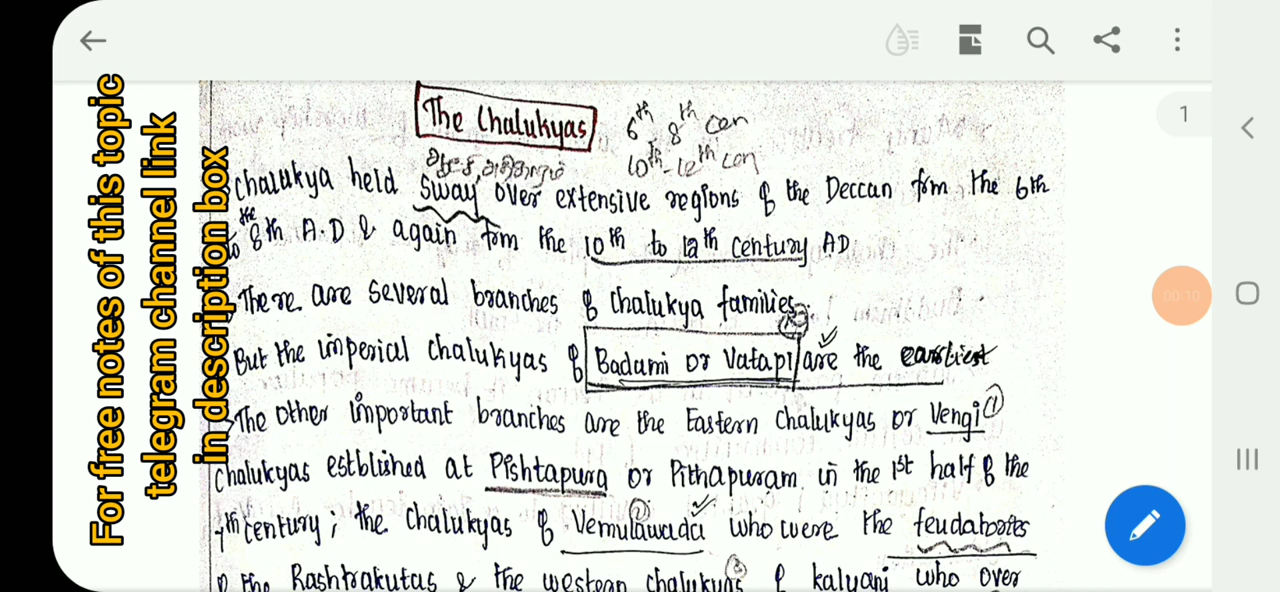 For free notes of this topic
telegram channel link
in description box
1
00:10
The Chalukyas
6th 8th cen
10th-12th cen
ஆட்சி, அதிகாரம்
Chalukya held sway over extensive regions of the Deccan from the 6th
to the 8th A.D & again from the 10th to 12th century AD
There are several branches of Chalukya families.
But the imperial Chalukyas of Badami or Vatapi are the earliest
The other important branches are the Eastern Chalukyas or Vengi 1
Chalukyas estblished at Pishtapura or Pithapuram in the 1st half of the
7th century; the Chalukyas of Vemulawada who were the feudatories
of the Rashtrakutas & the western Chalukyas of Kalyani who over